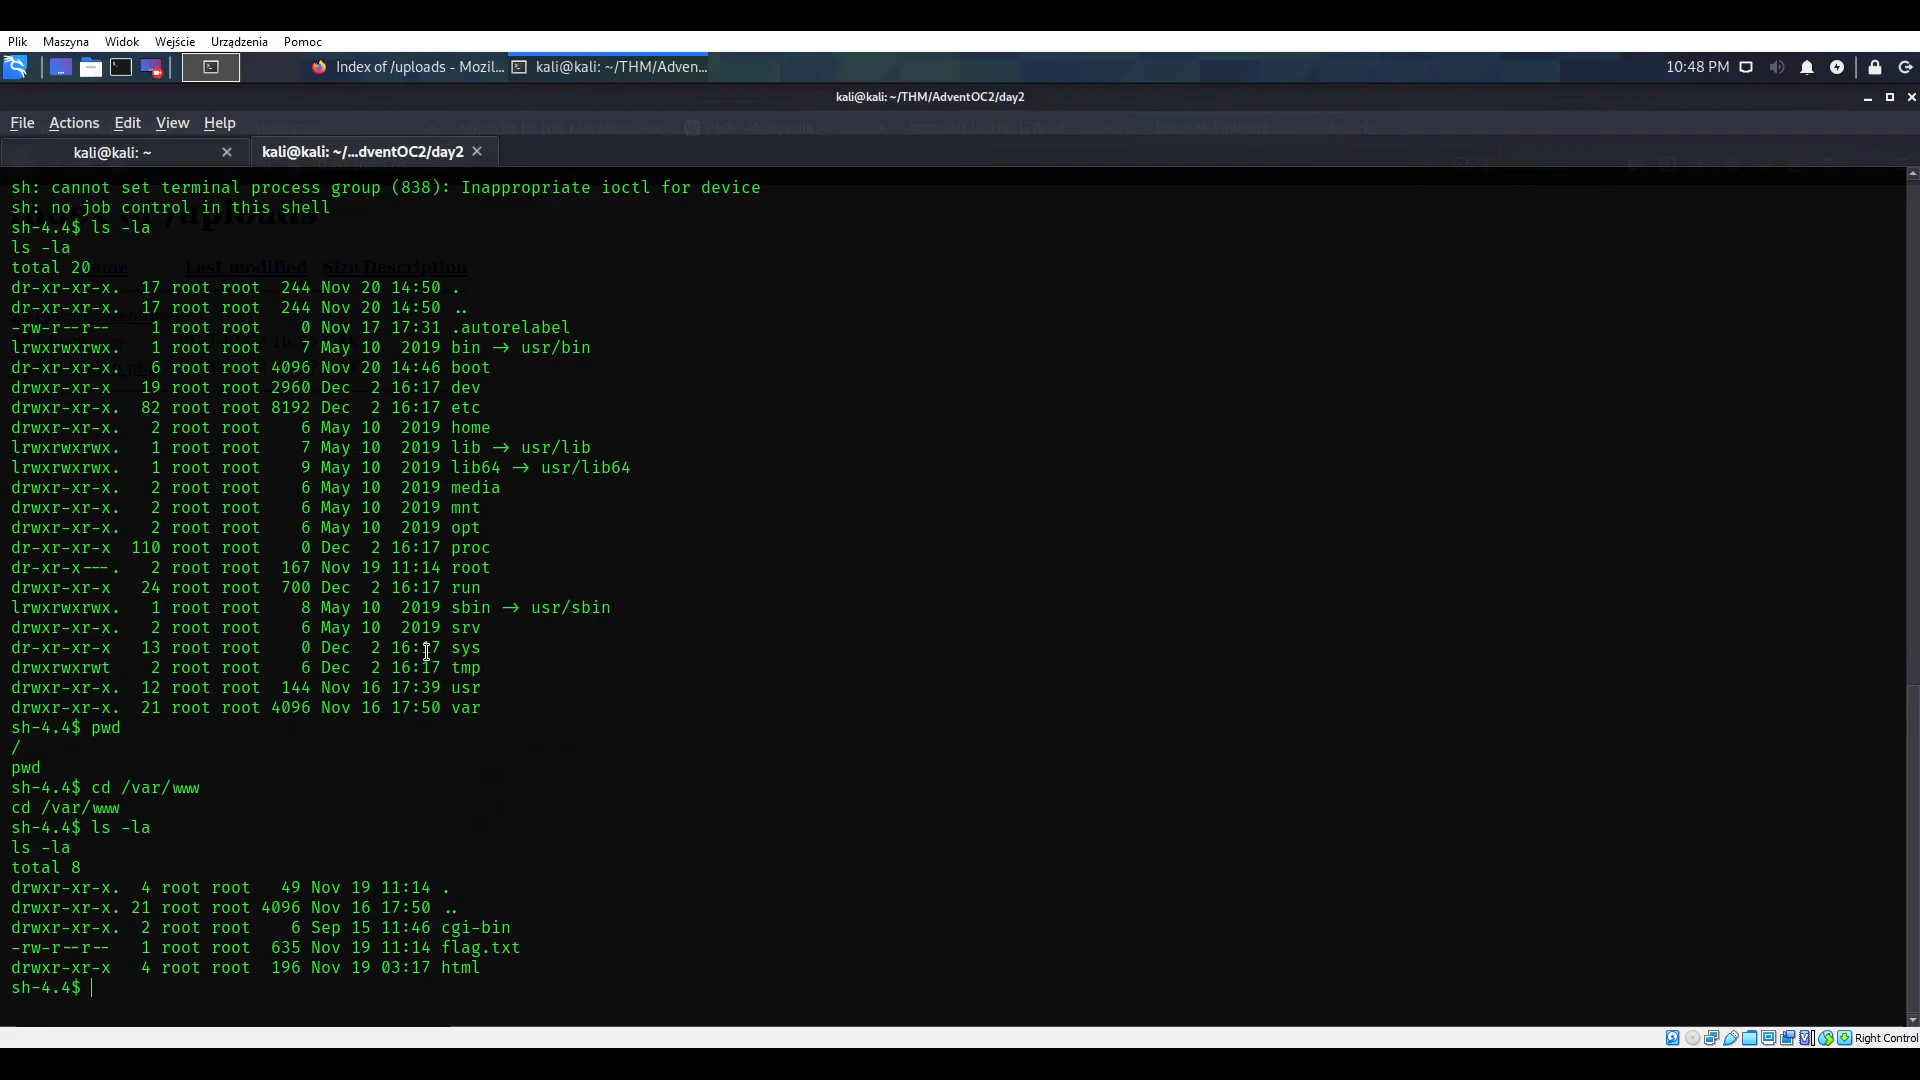 Plik Maszyna Widok Wejście Urządzenia Pomoc
Index of /uploads - Mozil... kali@kali: ~/THM/Adven... 10:48 PM
kali@kali: ~/THM/AdventOC2/day2
File Actions Edit View Help
kali@kali: ~ kali@kali: ~/...dventOC2/day2
sh: cannot set terminal process group (838): Inappropriate ioctl for device
sh: no job control in this shell
sh-4.4$ ls -la
ls -la
total 20
Last modified Size Description
dr-xr-xr-x. 17 root root 244 Nov 20 14:50 .
dr-xr-xr-x. 17 root root 244 Nov 20 14:50 ..
-rw-r--r-- 1 root root 0 Nov 17 17:31 .autorelabel
lrwxrwxrwx. 1 root root 7 May 10 2019 bin → usr/bin
dr-xr-xr-x. 6 root root 4096 Nov 20 14:46 boot
drwxr-xr-x 19 root root 2960 Dec 2 16:17 dev
drwxr-xr-x. 82 root root 8192 Dec 2 16:17 etc
drwxr-xr-x. 2 root root 6 May 10 2019 home
lrwxrwxrwx. 1 root root 7 May 10 2019 lib → usr/lib
lrwxrwxrwx. 1 root root 9 May 10 2019 lib64 → usr/lib64
drwxr-xr-x. 2 root root 6 May 10 2019 media
drwxr-xr-x. 2 root root 6 May 10 2019 mnt
drwxr-xr-x. 2 root root 6 May 10 2019 opt
dr-xr-xr-x 110 root root 0 Dec 2 16:17 proc
dr-xr-x---. 2 root root 167 Nov 19 11:14 root
drwxr-xr-x 24 root root 700 Dec 2 16:17 run
lrwxrwxrwx. 1 root root 8 May 10 2019 sbin → usr/sbin
drwxr-xr-x. 2 root root 6 May 10 2019 srv
dr-xr-xr-x 13 root root 0 Dec 2 16:17 sys
drwxrwxrwt 2 root root 6 Dec 2 16:17 tmp
drwxr-xr-x. 12 root root 144 Nov 16 17:39 usr
drwxr-xr-x. 21 root root 4096 Nov 16 17:50 var
sh-4.4$ pwd
/
pwd
sh-4.4$ cd /var/www
cd /var/www
sh-4.4$ ls -la
ls -la
total 8
drwxr-xr-x. 4 root root 49 Nov 19 11:14 .
drwxr-xr-x. 21 root root 4096 Nov 16 17:50 ..
drwxr-xr-x. 2 root root 6 Sep 15 11:46 cgi-bin
-rw-r--r-- 1 root root 635 Nov 19 11:14 flag.txt
drwxr-xr-x 4 root root 196 Nov 19 03:17 html
sh-4.4$
Right Control